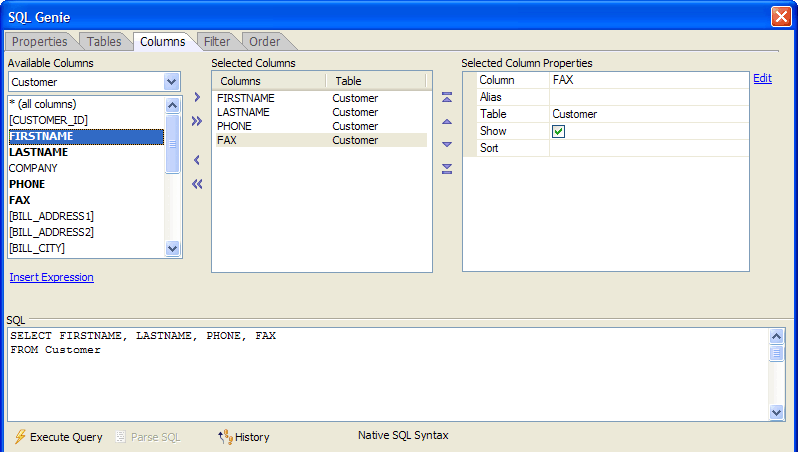 SQL Genie
Properties Tables Columns Filter Order
Available Columns
Customer
* (all columns)
[CUSTOMER_ID]
FIRSTNAME
LASTNAME
COMPANY
PHONE
FAX
[BILL_ADDRESS1]
[BILL_ADDRESS2]
[BILL_CITY]
Insert Expression
Selected Columns
Columns Table
FIRSTNAME Customer
LASTNAME Customer
PHONE Customer
FAX Customer
Selected Column Properties
Column FAX
Alias
Table Customer
Show
Sort
Edit
SQL
SELECT FIRSTNAME, LASTNAME, PHONE, FAX
FROM Customer
Execute Query Parse SQL History Native SQL Syntax